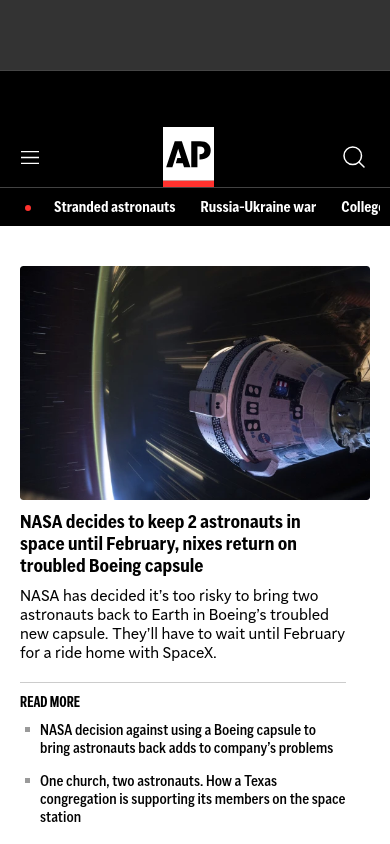 AP
Stranded astronauts
Russia-Ukraine war
College
NASA decides to keep 2 astronauts in
space until February, nixes return on
troubled Boeing capsule
NASA has decided it’s too risky to bring two
astronauts back to Earth in Boeing’s troubled
new capsule. They’ll have to wait until February
for a ride home with SpaceX.
READ MORE
NASA decision against using a Boeing capsule to
bring astronauts back adds to company’s problems
One church, two astronauts. How a Texas
congregation is supporting its members on the space
station